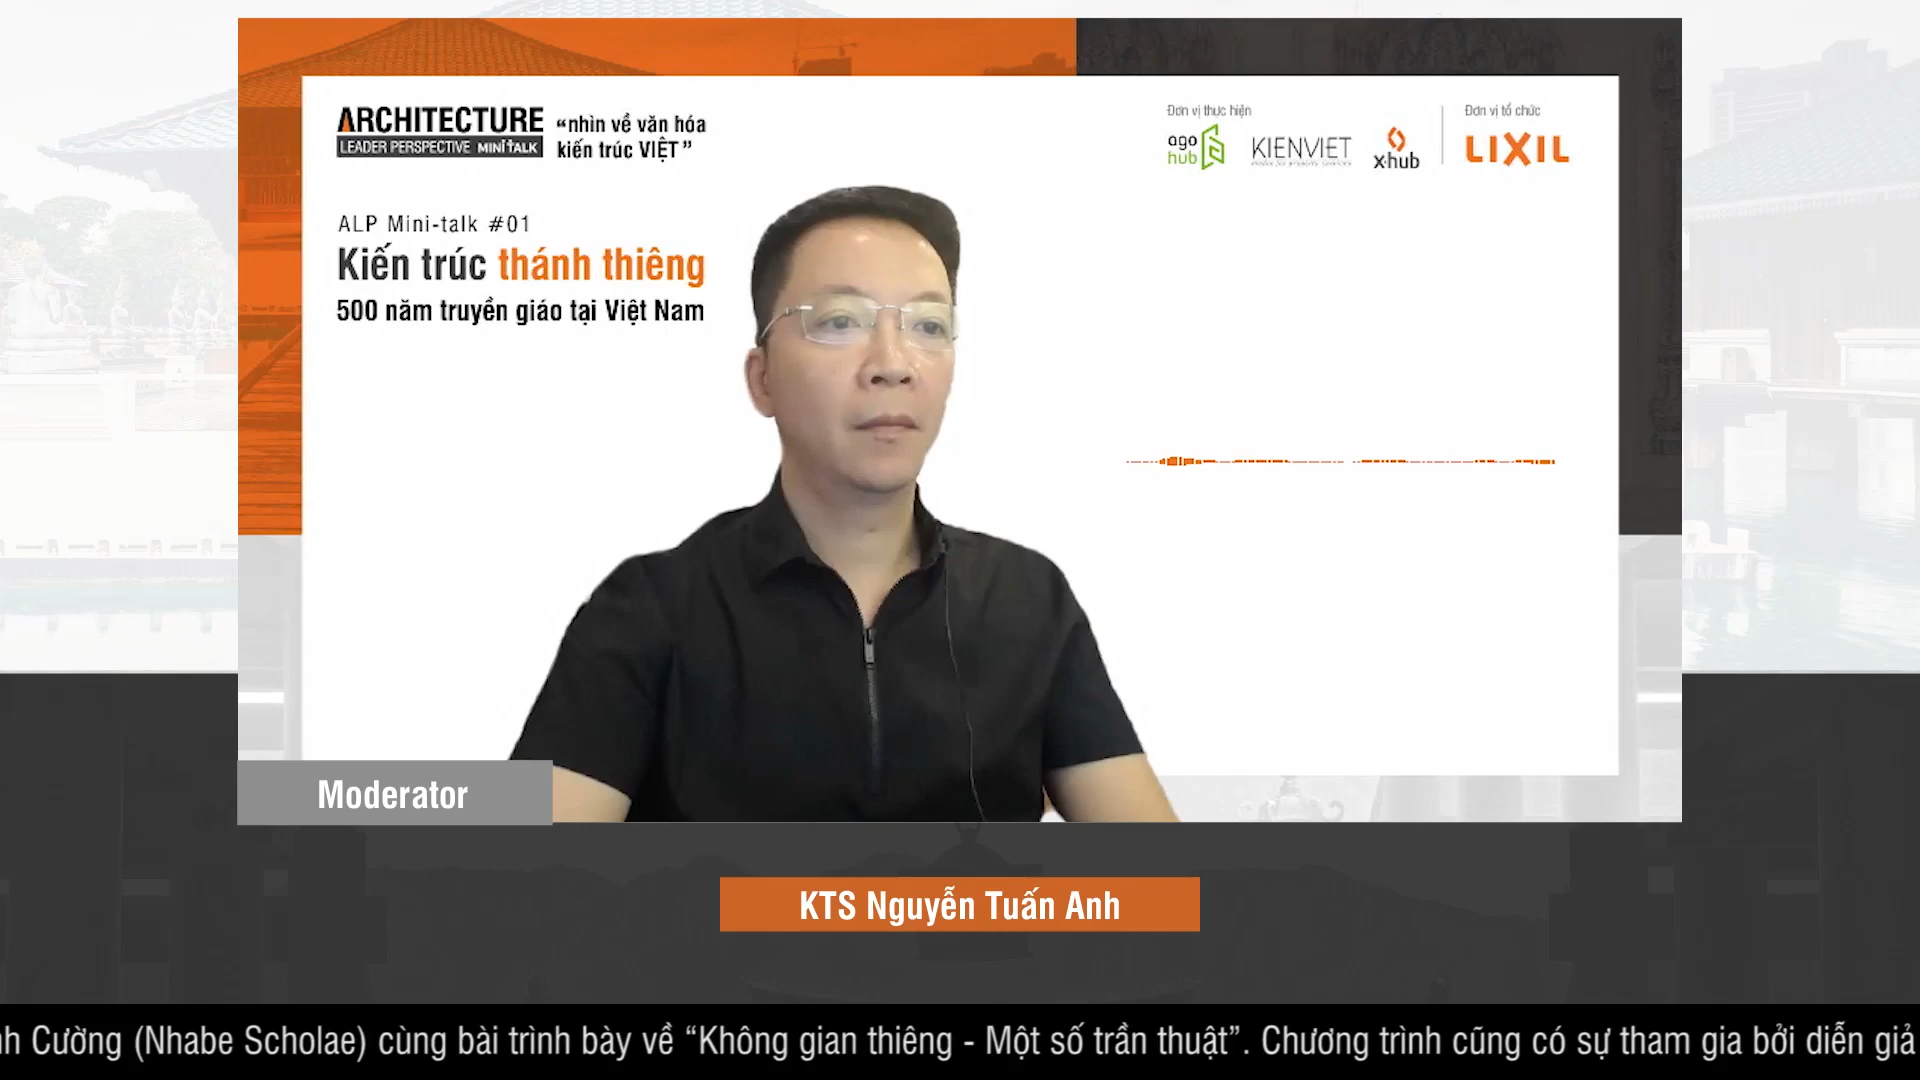 ARCHITECTURE
LEADER PERSPECTIVE MINITALK
“nhìn về văn hóa
kiến trúc VIỆT”
Đơn vị thực hiện
ago
hub
KIENVIET
x-hub
Đơn vị tổ chức
LIXIL
ALP Mini-talk #01
Kiến trúc thánh thiêng
500 năm truyền giáo tại Việt Nam
Moderator
KTS Nguyễn Tuấn Anh
nh Cường (Nhabe Scholae) cùng bài trình bày về “Không gian thiêng - Một số trần thuật”. Chương trình cũng có sự tham gia bởi diễn giả